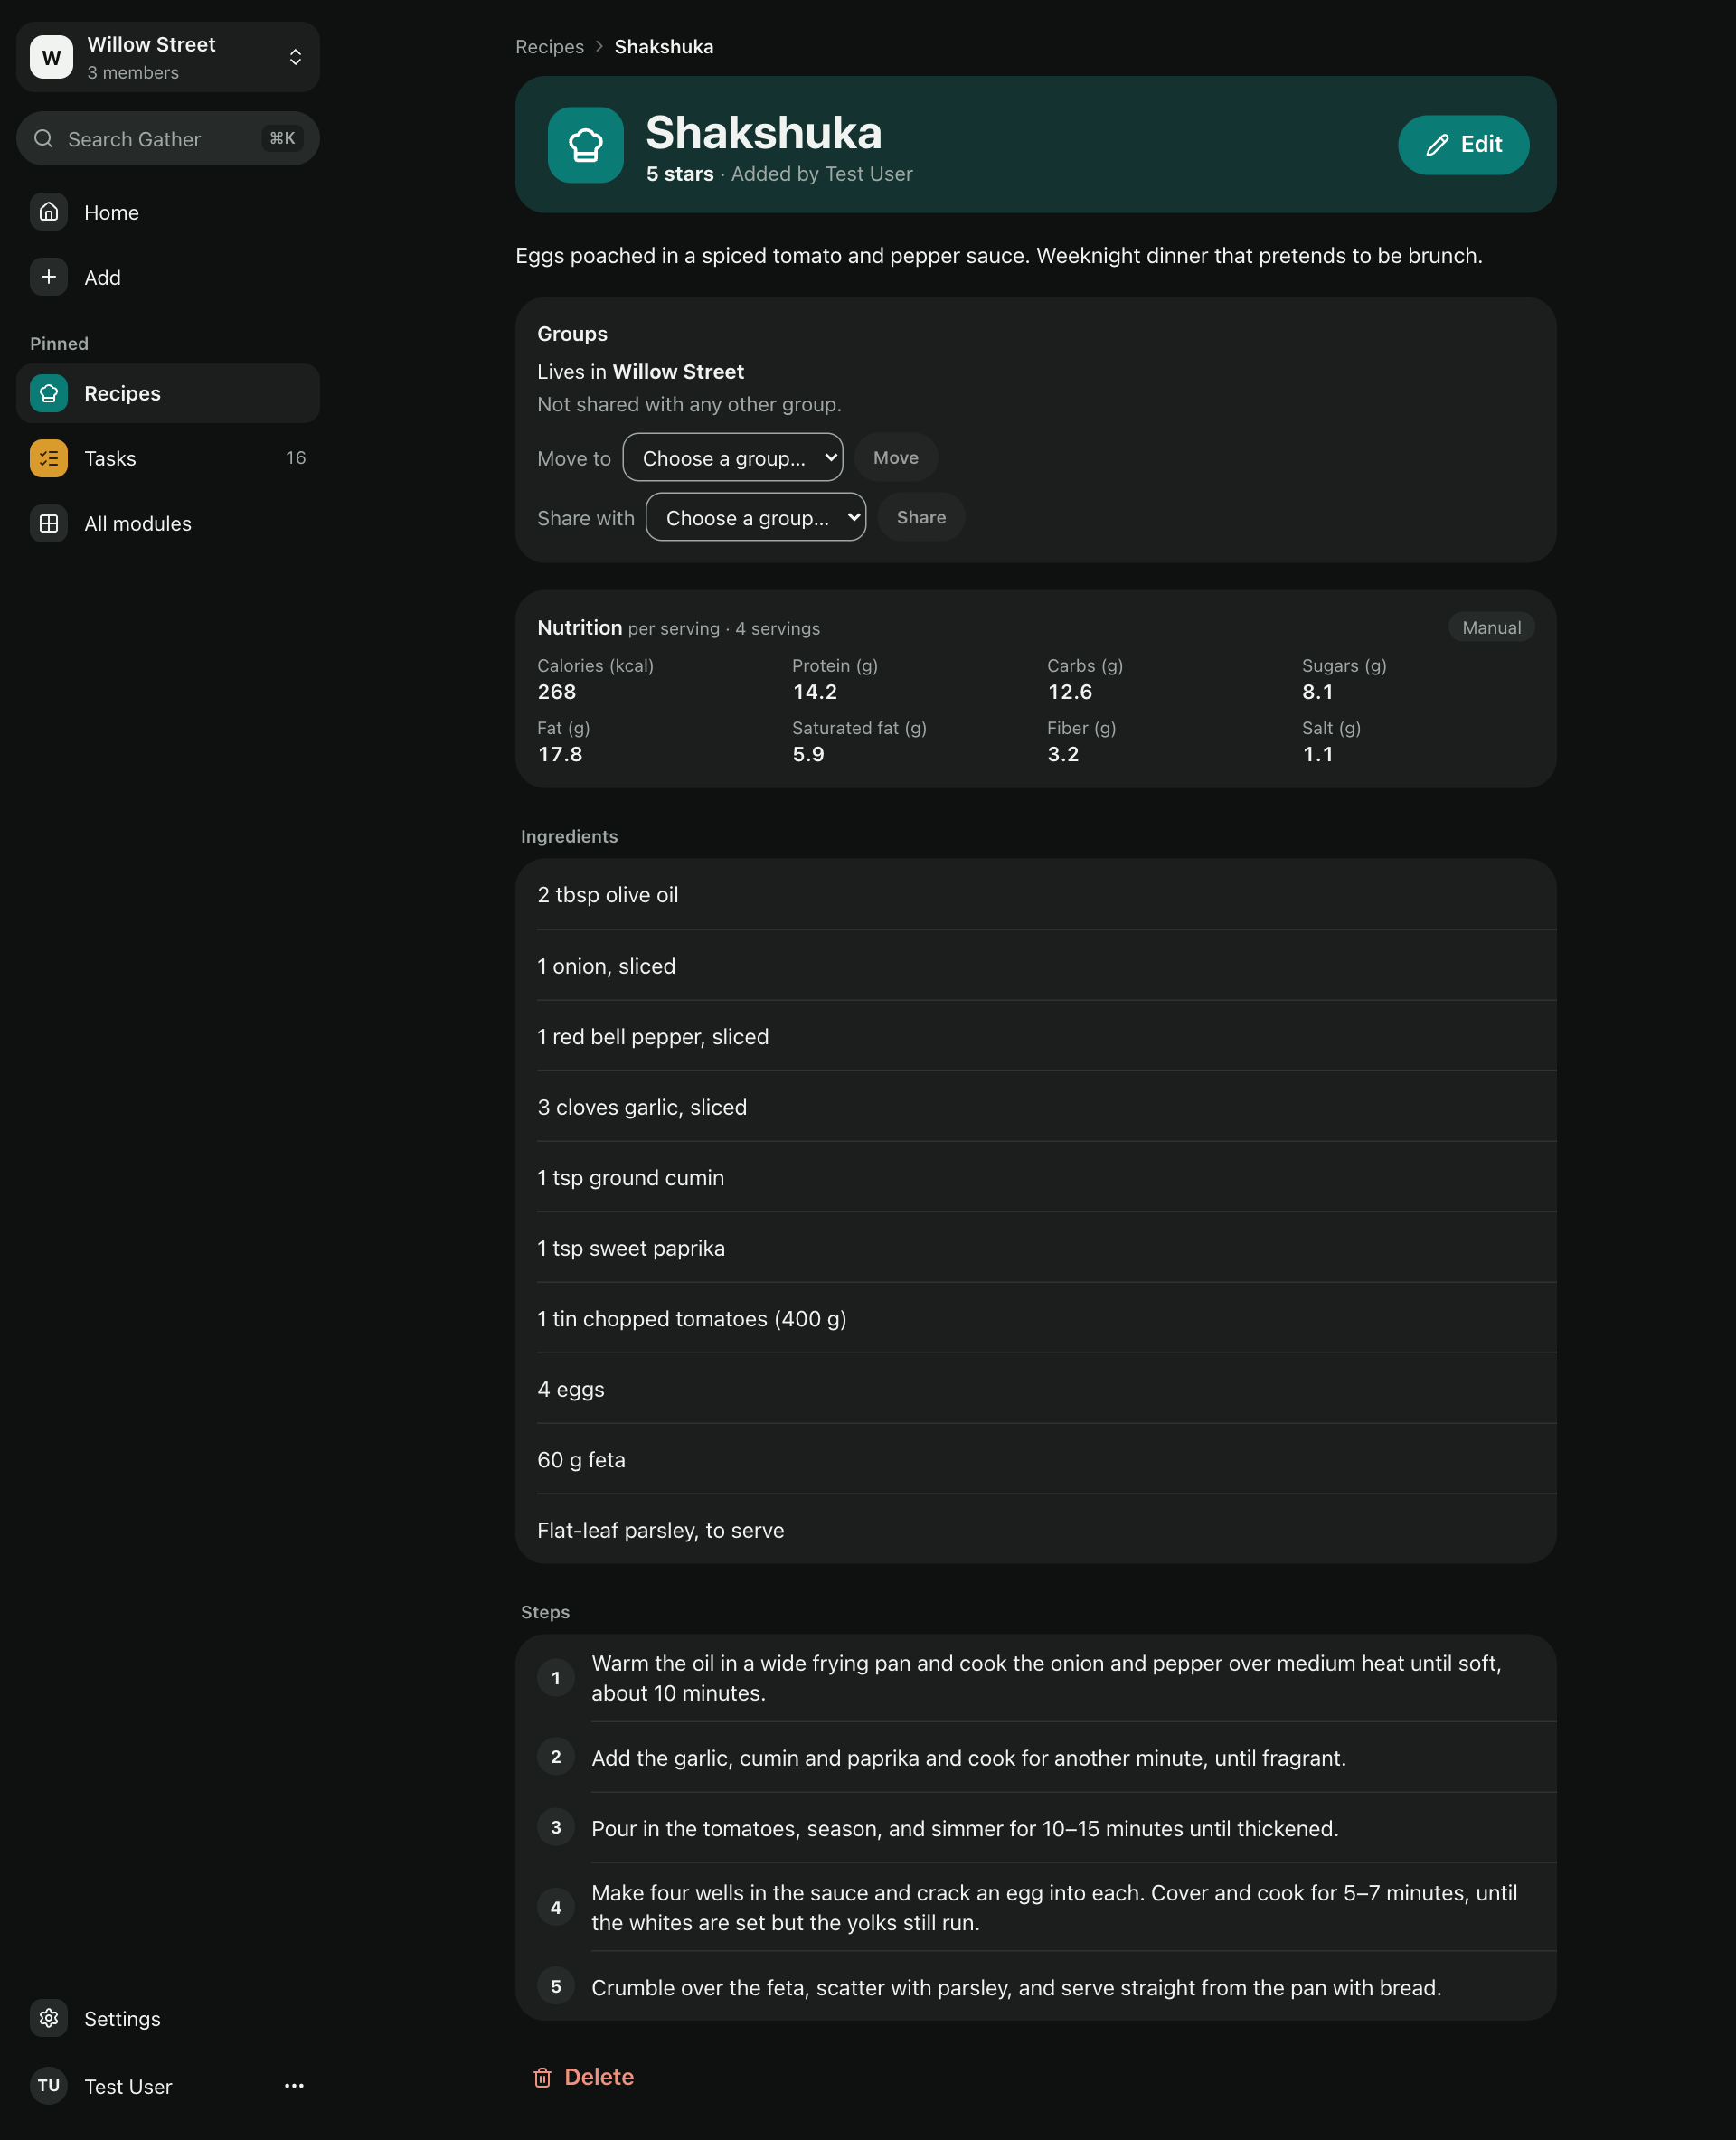 W
Willow Street
3 members
Search Gather
⌘K
Home
Add
Pinned
Recipes
Tasks
16
All modules
Settings
TU
Test User
Recipes
Shakshuka
Shakshuka
5 stars · Added by Test User
Edit
Eggs poached in a spiced tomato and pepper sauce. Weeknight dinner that pretends to be brunch.
Groups
Lives in Willow Street
Not shared with any other group.
Move to
Choose a group...
Move
Share with
Choose a group...
Share
Nutrition per serving · 4 servings
Manual
Calories (kcal)
268
Protein (g)
14.2
Carbs (g)
12.6
Sugars (g)
8.1
Fat (g)
17.8
Saturated fat (g)
5.9
Fiber (g)
3.2
Salt (g)
1.1
Ingredients
2 tbsp olive oil
1 onion, sliced
1 red bell pepper, sliced
3 cloves garlic, sliced
1 tsp ground cumin
1 tsp sweet paprika
1 tin chopped tomatoes (400 g)
4 eggs
60 g feta
Flat-leaf parsley, to serve
Steps
1
Warm the oil in a wide frying pan and cook the onion and pepper over medium heat until soft,
about 10 minutes.
2
Add the garlic, cumin and paprika and cook for another minute, until fragrant.
3
Pour in the tomatoes, season, and simmer for 10–15 minutes until thickened.
4
Make four wells in the sauce and crack an egg into each. Cover and cook for 5–7 minutes, until
the whites are set but the yolks still run.
5
Crumble over the feta, scatter with parsley, and serve straight from the pan with bread.
Delete